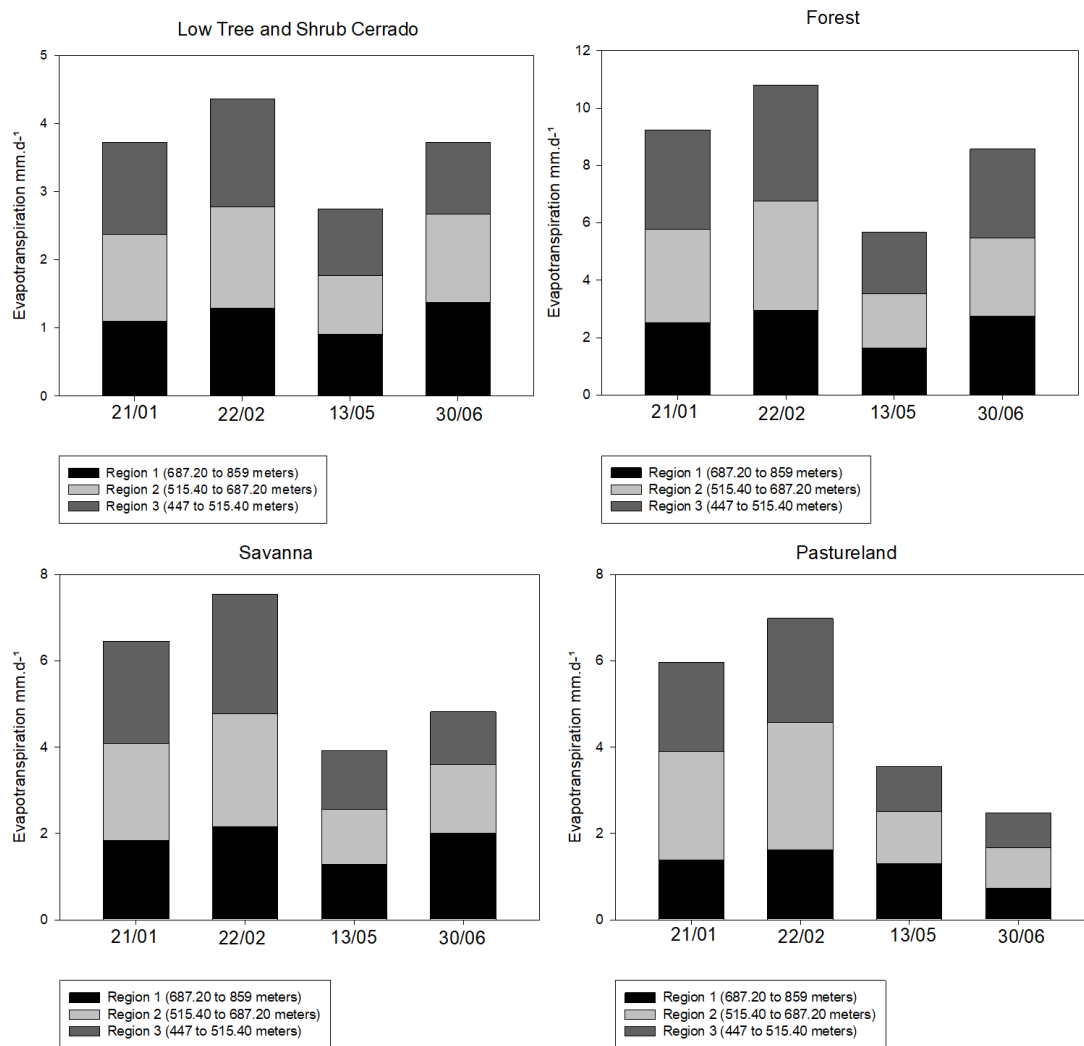 Low Tree and Shrub Cerrado
Evapotranspiration mm.d-¹
5
4
3
2
1
0
21/01 22/02 13/05 30/06
Region 1 (687.20 to 859 meters)
Region 2 (515.40 to 687.20 meters)
Region 3 (447 to 515.40 meters)
Forest
Evapotranspiration mm.d-¹
12
10
8
6
4
2
0
21/01 22/02 13/05 30/06
Region 1 (687.20 to 859 meters)
Region 2 (515.40 to 687.20 meters)
Region 3 (447 to 515.40 meters)
Savanna
Evapotranspiration mm.d-¹
8
6
4
2
0
21/01 22/02 13/05 30/06
Region 1 (687.20 to 859 meters)
Region 2 (515.40 to 687.20 meters)
Region 3 (447 to 515.40 meters)
Pastureland
Evapotranspiration mm.d-¹
8
6
4
2
0
21/01 22/02 13/05 30/06
Region 1 (687.20 to 859 meters)
Region 2 (515.40 to 687.20 meters)
Region 3 (447 to 515.40 meters)